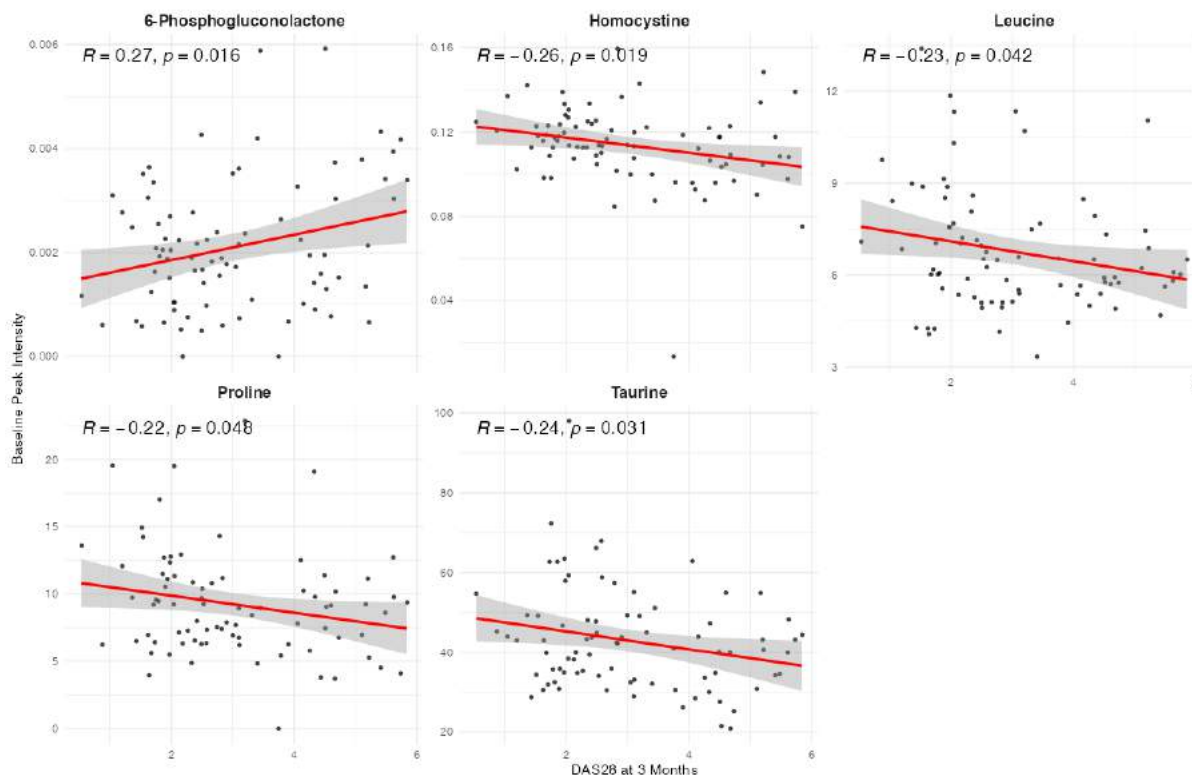 6-Phosphogluconolactone
Homocystine
Leucine
R = 0.27, p = 0.016
R = −0.26, p = 0.019
R = −0.23, p = 0.042
0.006
0.004
0.002
0.000
0.16
0.12
0.08
0.04
12
9
6
3
2
4
Baseline Peak Intensity
Proline
Taurine
R = −0.22, p = 0.048
R = −0.24, p = 0.031
20
15
10
5
0
100
80
60
40
20
2
4
6
2
4
6
DAS28 at 3 Months